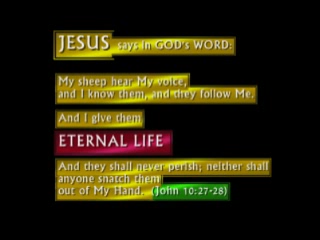 JESUS says in GOD's WORD:
My sheep hear My voice,
and I know them, and they follow Me.
And I give them
ETERNAL LIFE
And they shall never perish; neither shall
anyone snatch them
out of My Hand. (John 10:27-28)